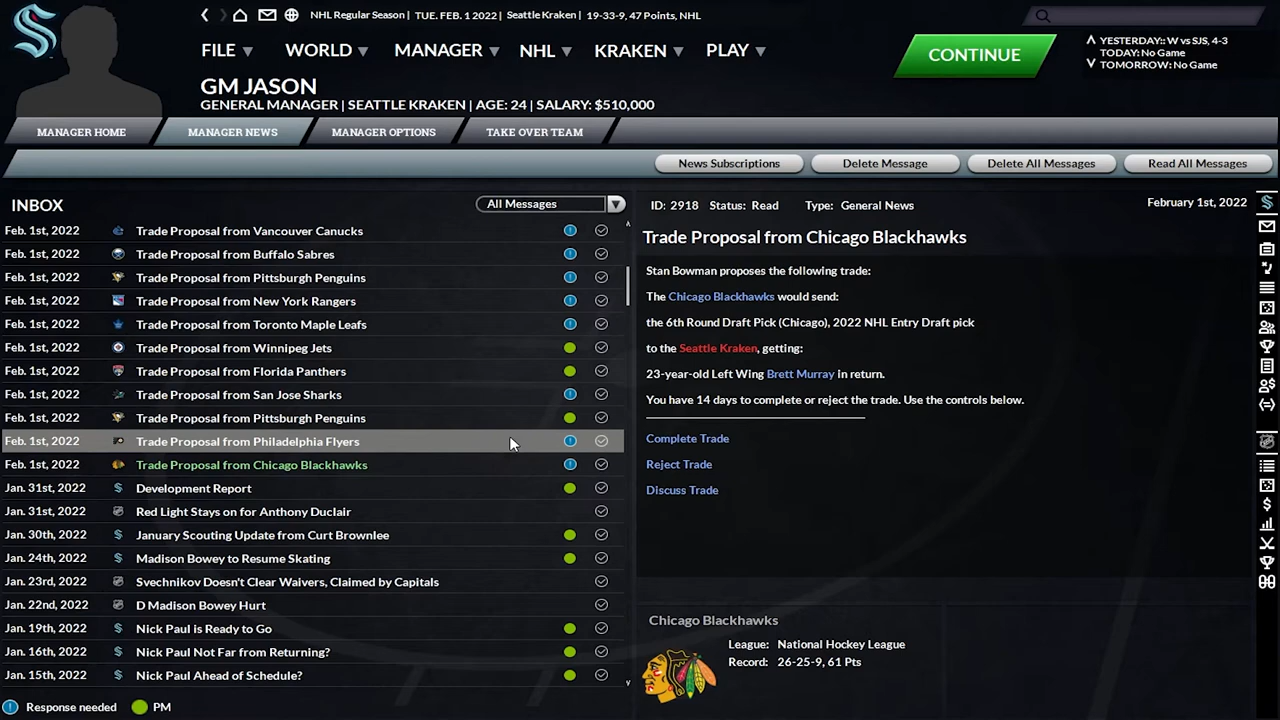 NHL Regular Season | TUE. FEB. 1 2022 | Seattle Kraken | 19-33-9, 47 Points, NHL
FILE WORLD MANAGER NHL KRAKEN PLAY
CONTINUE
YESTERDAY:: W vs SJS, 4-3
TODAY: No Game
TOMORROW: No Game
GM JASON
GENERAL MANAGER | SEATTLE KRAKEN | AGE: 24 | SALARY: $510,000
MANAGER HOME MANAGER NEWS MANAGER OPTIONS TAKE OVER TEAM
News Subscriptions Delete Message Delete All Messages Read All Messages
INBOX All Messages
Feb. 1st, 2022 Trade Proposal from Vancouver Canucks
Feb. 1st, 2022 Trade Proposal from Buffalo Sabres
Feb. 1st, 2022 Trade Proposal from Pittsburgh Penguins
Feb. 1st, 2022 Trade Proposal from New York Rangers
Feb. 1st, 2022 Trade Proposal from Toronto Maple Leafs
Feb. 1st, 2022 Trade Proposal from Winnipeg Jets
Feb. 1st, 2022 Trade Proposal from Florida Panthers
Feb. 1st, 2022 Trade Proposal from San Jose Sharks
Feb. 1st, 2022 Trade Proposal from Pittsburgh Penguins
Feb. 1st, 2022 Trade Proposal from Philadelphia Flyers
Feb. 1st, 2022 Trade Proposal from Chicago Blackhawks
Jan. 31st, 2022 Development Report
Jan. 31st, 2022 Red Light Stays on for Anthony Duclair
Jan. 30th, 2022 January Scouting Update from Curt Brownlee
Jan. 24th, 2022 Madison Bowey to Resume Skating
Jan. 23rd, 2022 Svechnikov Doesn't Clear Waivers, Claimed by Capitals
Jan. 22nd, 2022 D Madison Bowey Hurt
Jan. 19th, 2022 Nick Paul is Ready to Go
Jan. 16th, 2022 Nick Paul Not Far from Returning?
Jan. 15th, 2022 Nick Paul Ahead of Schedule?
Response needed PM
ID: 2918 Status: Read Type: General News February 1st, 2022
Trade Proposal from Chicago Blackhawks
Stan Bowman proposes the following trade:
The Chicago Blackhawks would send:
the 6th Round Draft Pick (Chicago), 2022 NHL Entry Draft pick
to the Seattle Kraken, getting:
23-year-old Left Wing Brett Murray in return.
You have 14 days to complete or reject the trade. Use the controls below.
Complete Trade
Reject Trade
Discuss Trade
Chicago Blackhawks
League: National Hockey League
Record: 26-25-9, 61 Pts